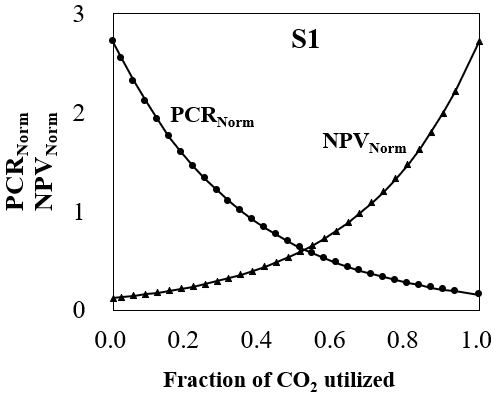 S1
PCRNorm
NPVNorm
PCRNorm
NPVNorm
3
2
1
0
0.0 0.2 0.4 0.6 0.8 1.0
Fraction of CO2 utilized